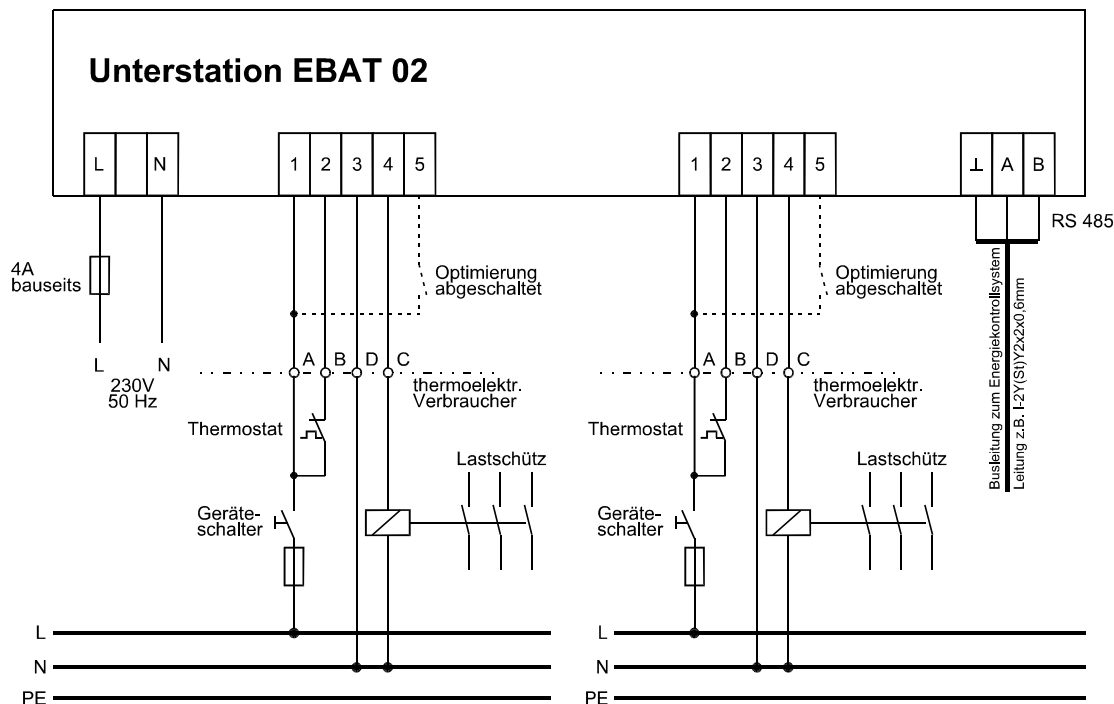 Unterstation EBAT 02
L N
1 2 3 4 5
1 2 3 4 5
⊥ A B
RS 485
4A
bauseits
L N
230V
50 Hz
Optimierung
abgeschaltet
A B D C
thermoelektr.
Verbraucher
Thermostat
Lastschütz
Geräte-
schalter
Optimierung
abgeschaltet
A B D C
thermoelektr.
Verbraucher
Thermostat
Lastschütz
Geräte-
schalter
Busleitung zum Energiekontrollsystem
Leitung z.B. I-2Y(St)Y2x2x0,6mm
L
N
PE
L
N
PE